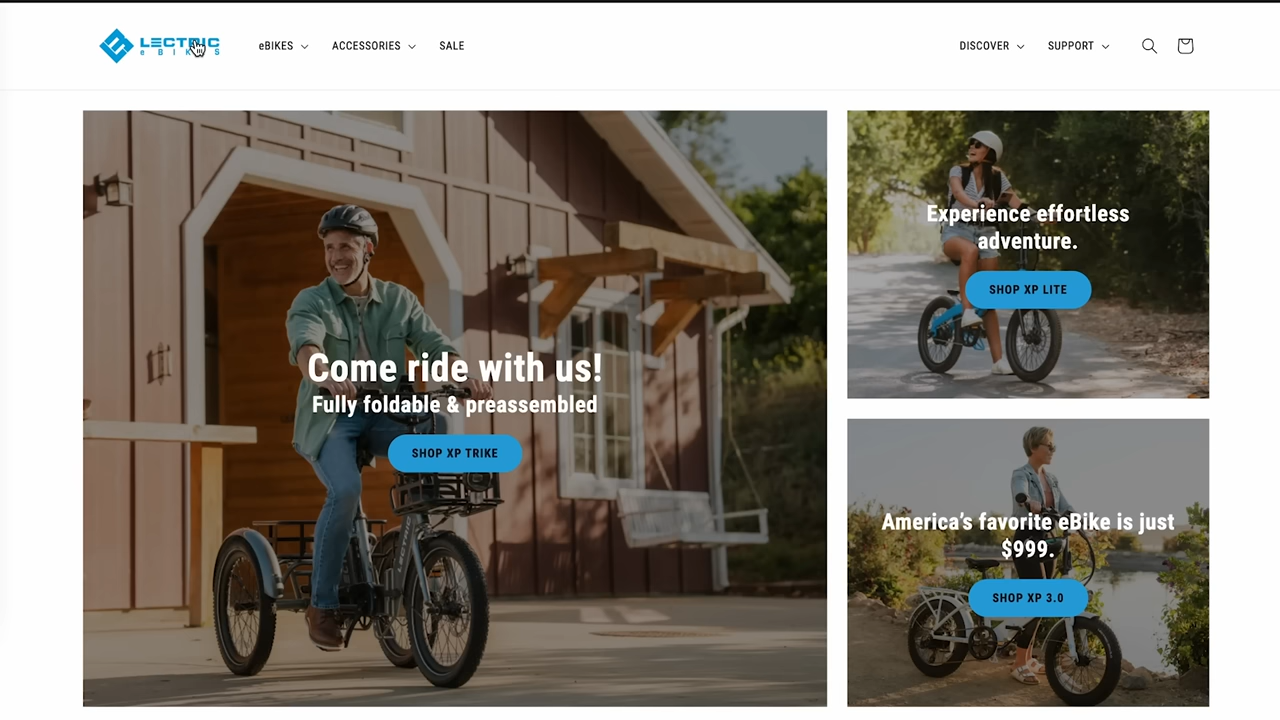 LECTRIC
eBIKES
eBIKES
ACCESSORIES
SALE
DISCOVER
SUPPORT
Come ride with us!
Fully foldable & preassembled
SHOP XP TRIKE
Experience effortless
adventure.
SHOP XP LITE
America's favorite eBike is just
$999.
SHOP XP 3.0